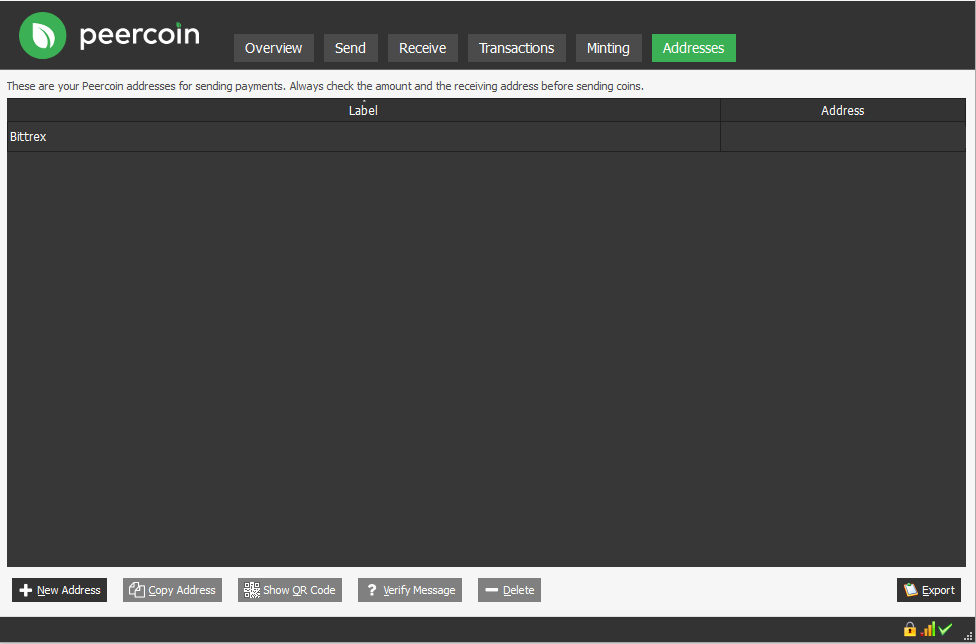 peercoin
Overview Send Receive Transactions Minting Addresses
These are your Peercoin addresses for sending payments. Always check the amount and the receiving address before sending coins.
Label Address
Bittrex
New Address Copy Address Show QR Code ? Verify Message Delete Export